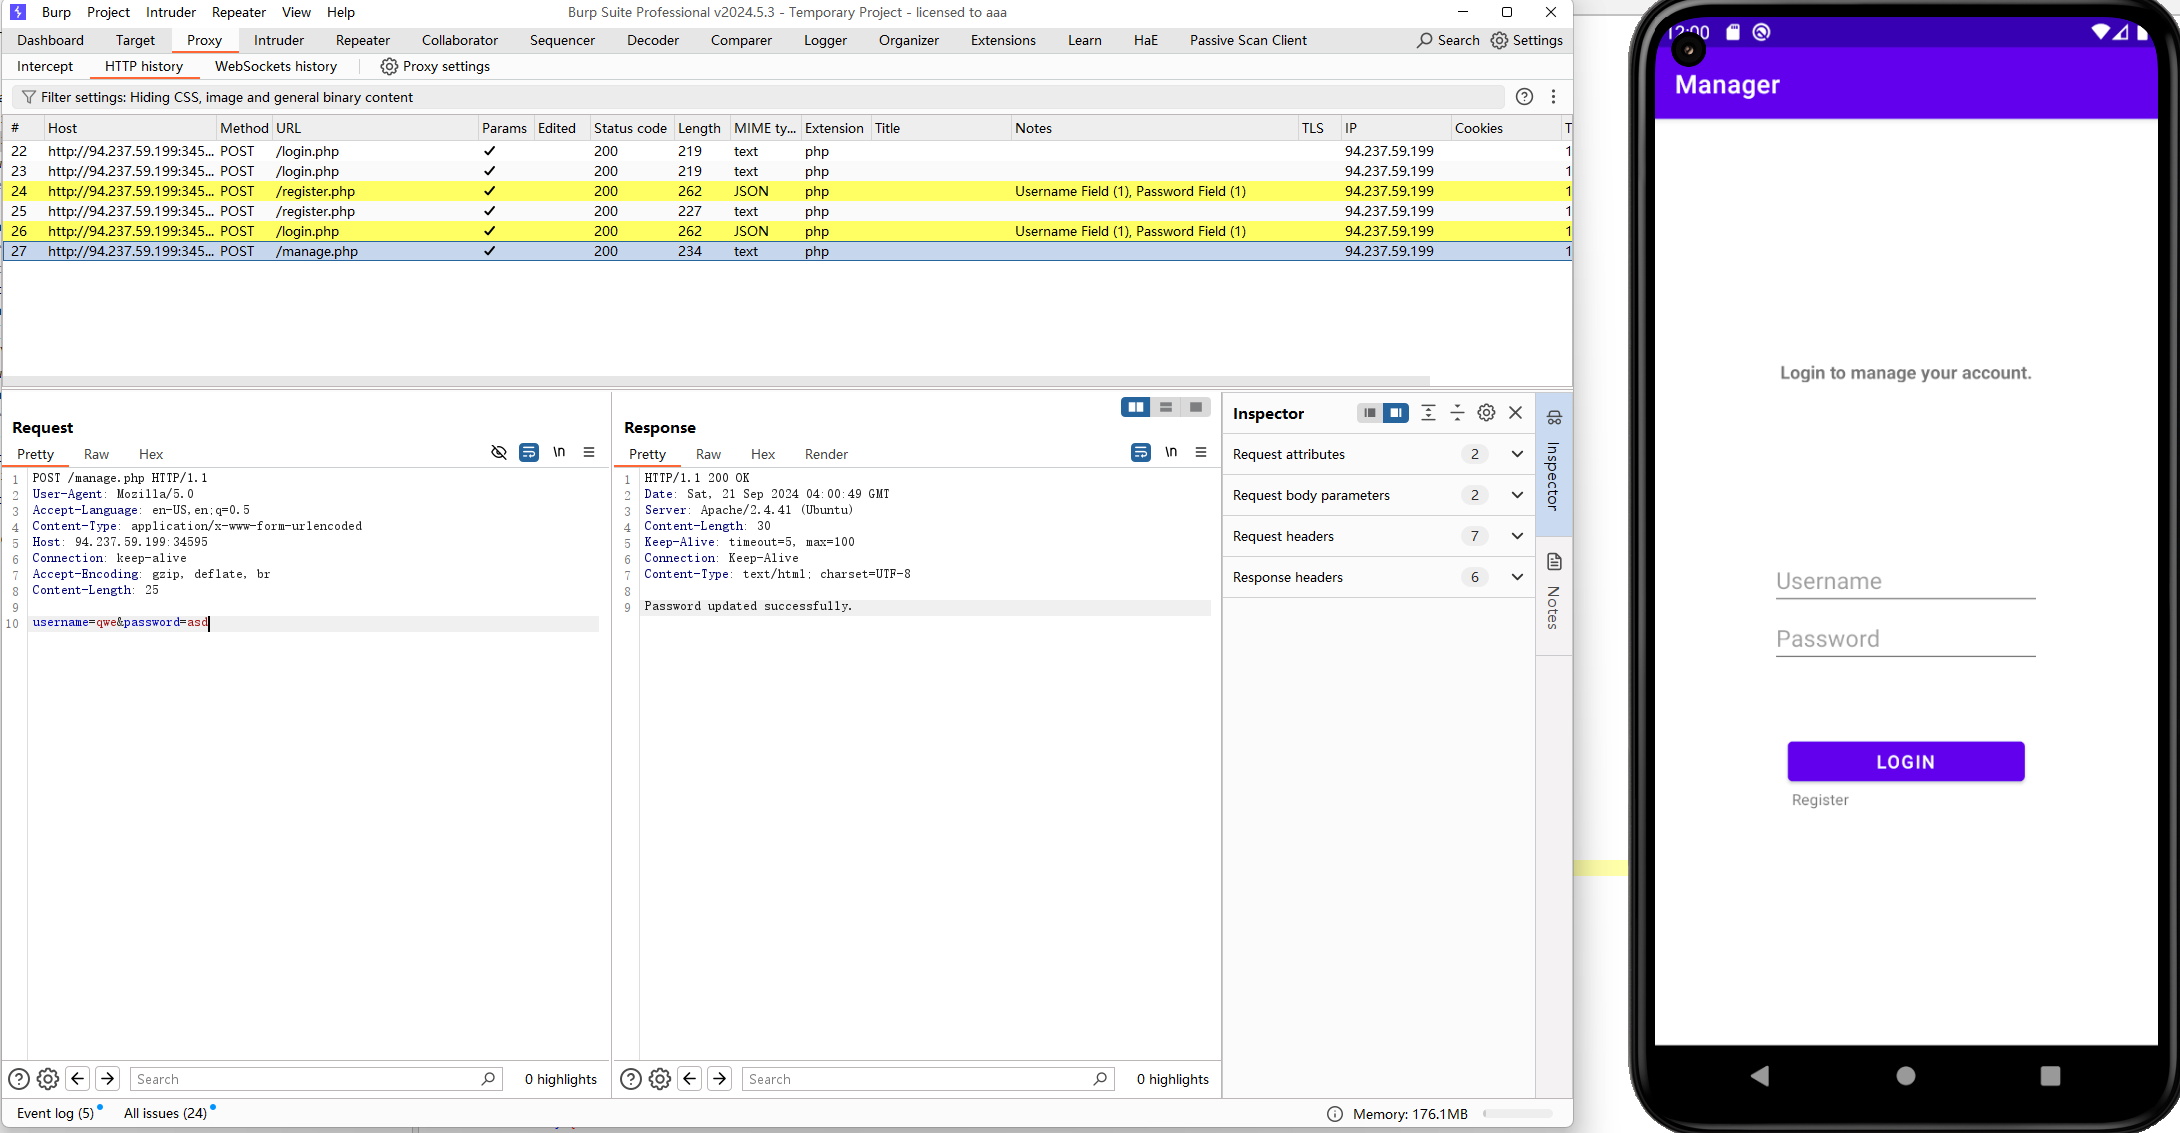 Burp Project Intruder Repeater View Help Burp Suite Professional v2024.5.3 - Temporary Project - licensed to aaa
Dashboard Target Proxy Intruder Repeater Collaborator Sequencer Decoder Comparer Logger Organizer Extensions Learn HaE Passive Scan Client Search Settings
Intercept HTTP history WebSockets history Proxy settings
Filter settings: Hiding CSS, image and general binary content
# Host Method URL Params Edited Status code Length MIME ty... Extension Title Notes TLS IP Cookies T
22 http://94.237.59.199:345... POST /login.php ✓ 200 219 text php 94.237.59.199 1
23 http://94.237.59.199:345... POST /login.php ✓ 200 219 text php 94.237.59.199 1
24 http://94.237.59.199:345... POST /register.php ✓ 200 262 JSON php Username Field (1), Password Field (1) 94.237.59.199 1
25 http://94.237.59.199:345... POST /register.php ✓ 200 227 text php 94.237.59.199 1
26 http://94.237.59.199:345... POST /login.php ✓ 200 262 JSON php Username Field (1), Password Field (1) 94.237.59.199 1
27 http://94.237.59.199:345... POST /manage.php ✓ 200 234 text php 94.237.59.199 1
Request
Pretty Raw Hex \n
1 POST /manage.php HTTP/1.1
2 User-Agent: Mozilla/5.0
3 Accept-Language: en-US,en;q=0.5
4 Content-Type: application/x-www-form-urlencoded
5 Host: 94.237.59.199:34595
6 Connection: keep-alive
7 Accept-Encoding: gzip, deflate, br
8 Content-Length: 25
9
10 username=qwe&password=asd
Search 0 highlights
Response
Pretty Raw Hex Render \n
1 HTTP/1.1 200 OK
2 Date: Sat, 21 Sep 2024 04:00:49 GMT
3 Server: Apache/2.4.41 (Ubuntu)
4 Content-Length: 30
5 Keep-Alive: timeout=5, max=100
6 Connection: Keep-Alive
7 Content-Type: text/html; charset=UTF-8
8
9 Password updated successfully.
Search 0 highlights
Inspector
Request attributes 2
Request body parameters 2
Request headers 7
Response headers 6
Inspector
Notes
Event log (5) All issues (24) Memory: 176.1MB
12:00
Manager
Login to manage your account.
Username
Password
LOGIN
Register